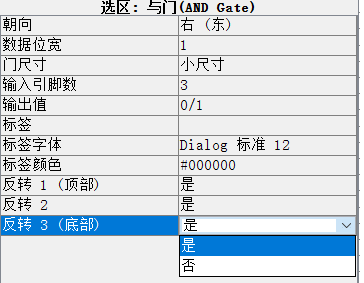 选区: 与门(AND Gate)
朝向 右 (东)
数据位宽 1
门尺寸 小尺寸
输入引脚数 3
输出值 0/1
标签
标签字体 Dialog 标准 12
标签颜色 #000000
反转 1 (顶部) 是
反转 2 是
反转 3 (底部) 是
是
否